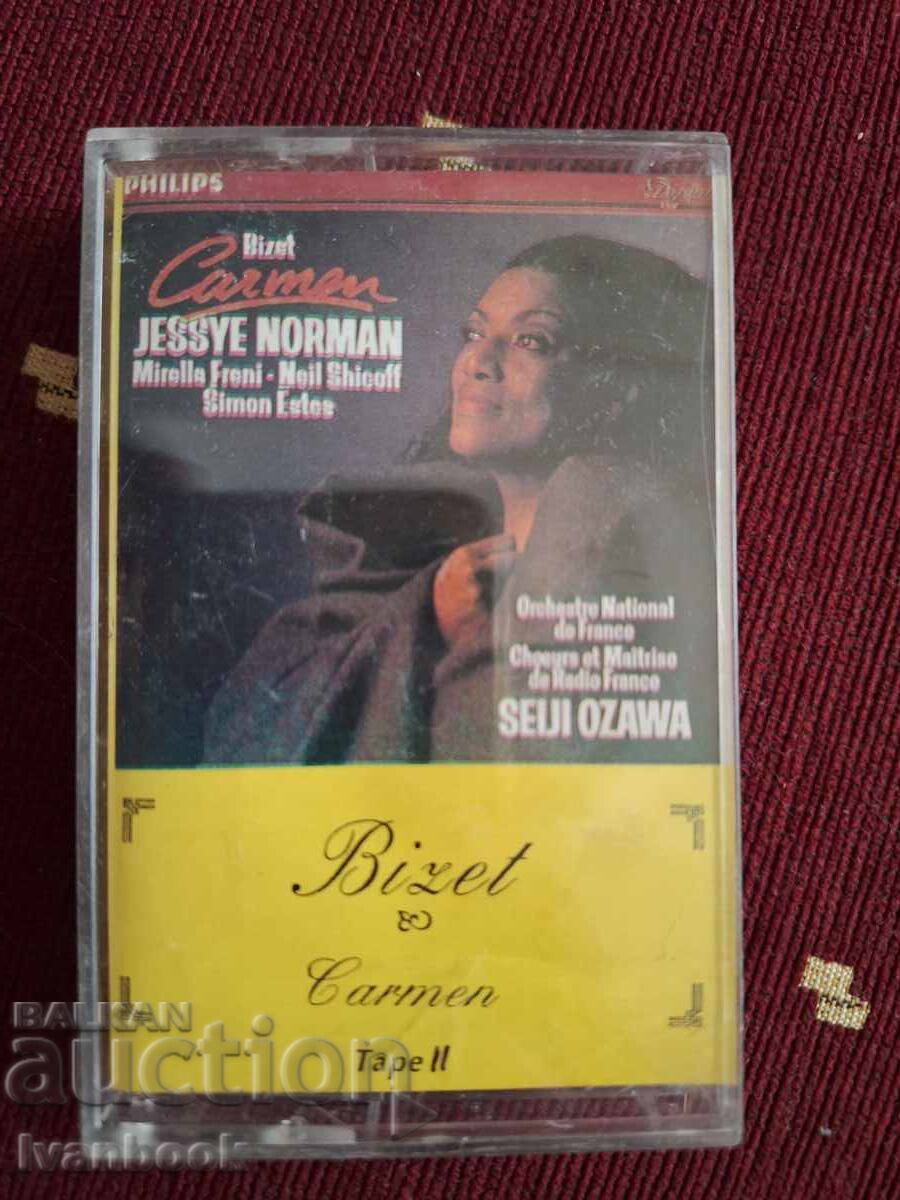 PHILIPS
Bizet
Carmen
JESSYE NORMAN
Mirella Freni - Neil Shicoff
Simon Estes
Orchestre National
de France
Chœurs et Maîtrise
de Radio France
SEIJI OZAWA
Bizet
Carmen
Tape II
BALKAN
auction
Ivanbook